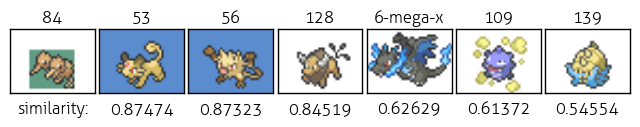 84 53 56 128 6-mega-x 109 139
similarity: 0.87474 0.87323 0.84519 0.62629 0.61372 0.54554